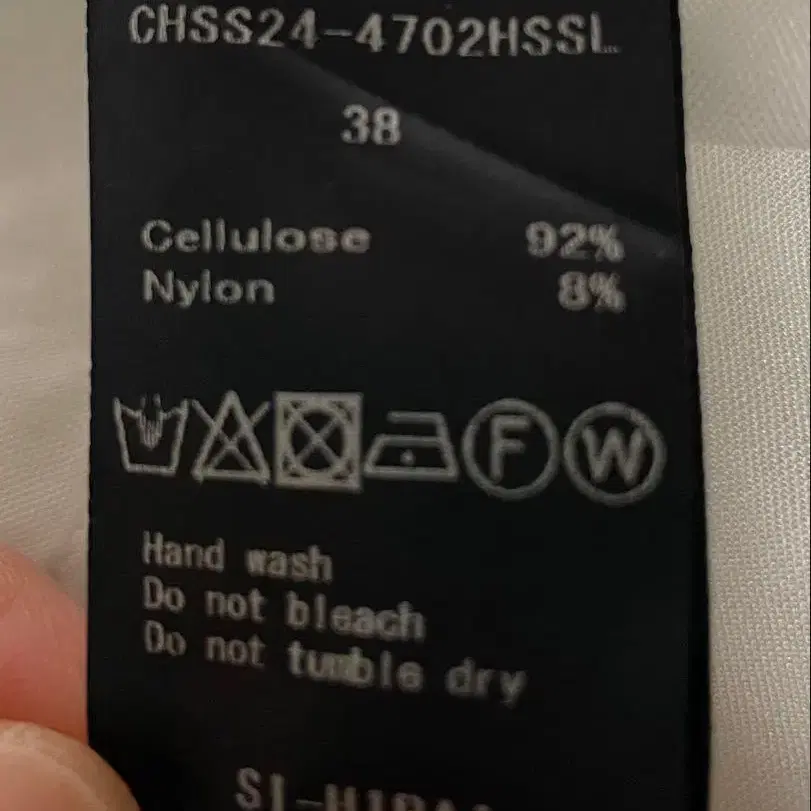 CHSS24-4702HSSL
38
Cellulose 92%
Nylon 8%
F W
Hand wash
Do not bleach
Do not tumble dry